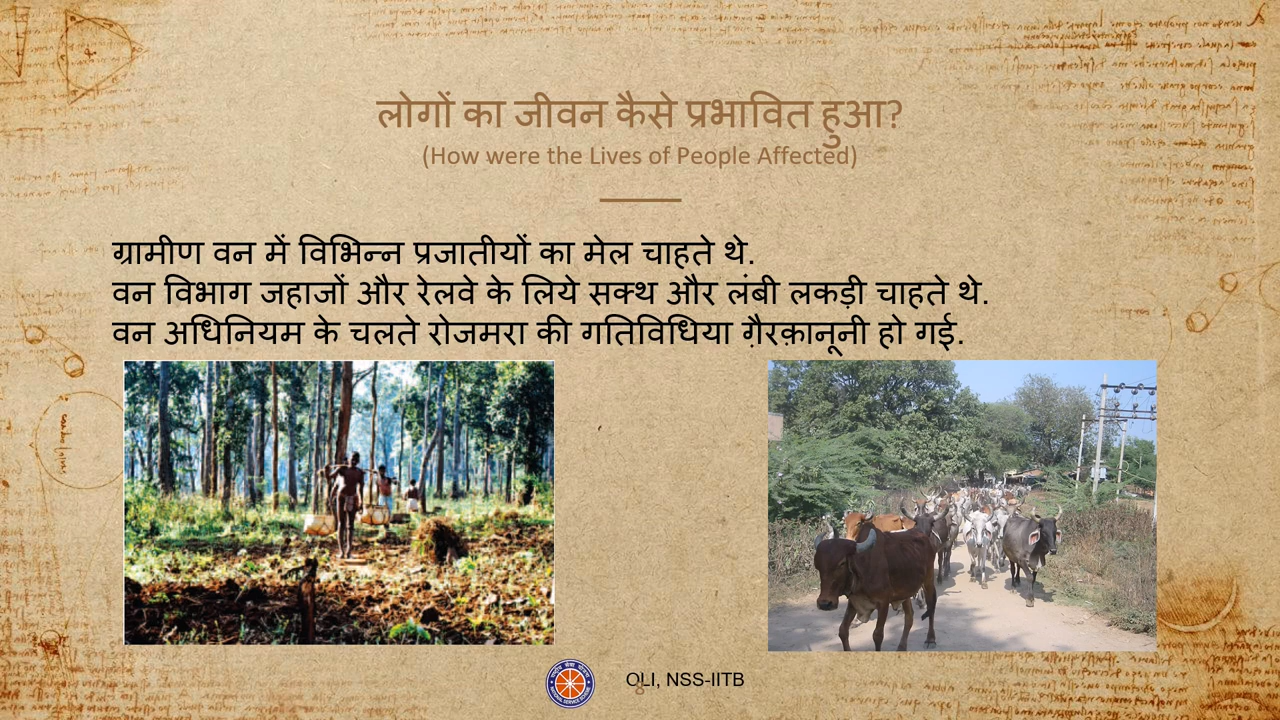 लोगों का जीवन कैसे प्रभावित हुआ?
(How were the Lives of People Affected)
ग्रामीण वन में विभिन्न प्रजातीयों का मेल चाहते थे.
वन विभाग जहाजों और रेलवे के लिये सक्थ और लंबी लकड़ी चाहते थे.
वन अधिनियम के चलते रोजमरा की गतिविधिया ग़ैरक़ानूनी हो गई.
OLI, NSS-IITB
8